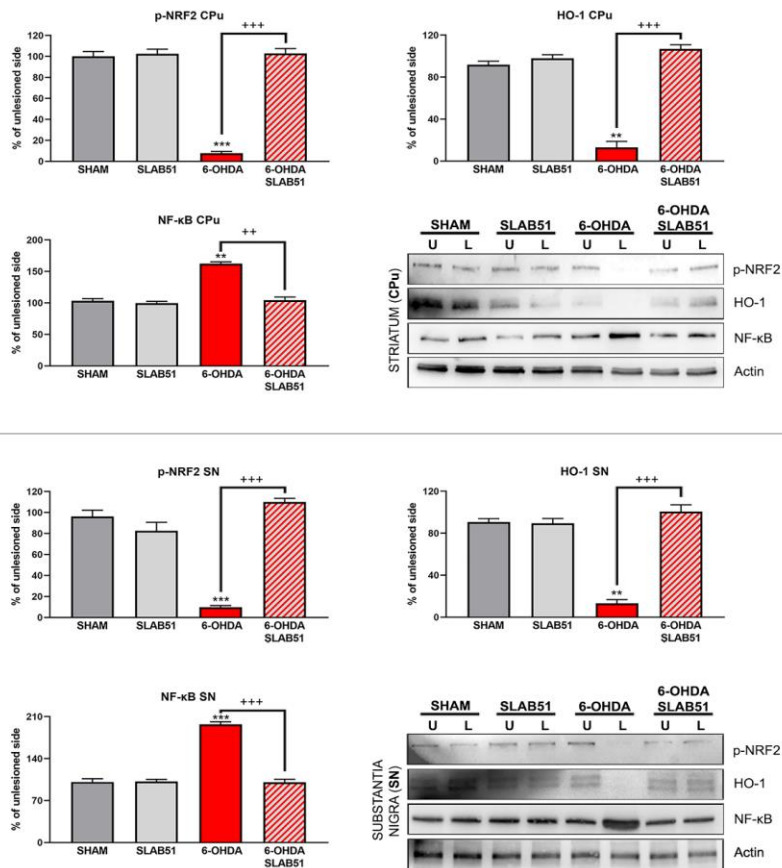 p-NRF2 CPu
% of unlesioned side
120
100
80
60
40
20
0
+++
***
SHAM
SLAB51
6-OHDA
6-OHDA
SLAB51
HO-1 CPu
% of unlesioned side
120
80
40
0
+++
**
SHAM
SLAB51
6-OHDA
6-OHDA
SLAB51
NF-κB CPu
% of unlesioned side
200
150
100
50
0
++
**
SHAM
SLAB51
6-OHDA
6-OHDA
SLAB51
STRIATUM (CPu)
SHAM SLAB51 6-OHDA 6-OHDA SLAB51
U L U L U L U L
p-NRF2
HO-1
NF-κB
Actin
p-NRF2 SN
% of unlesioned side
120
100
80
60
40
20
0
+++
***
SHAM
SLAB51
6-OHDA
6-OHDA
SLAB51
HO-1 SN
% of unlesioned side
120
80
40
0
+++
**
SHAM
SLAB51
6-OHDA
6-OHDA
SLAB51
NF-κB SN
% of unlesioned side
210
140
70
0
+++
***
SHAM
SLAB51
6-OHDA
6-OHDA
SLAB51
SUBSTANTIA
NIGRA (SN)
SHAM SLAB51 6-OHDA 6-OHDA SLAB51
U L U L U L U L
p-NRF2
HO-1
NF-κB
Actin